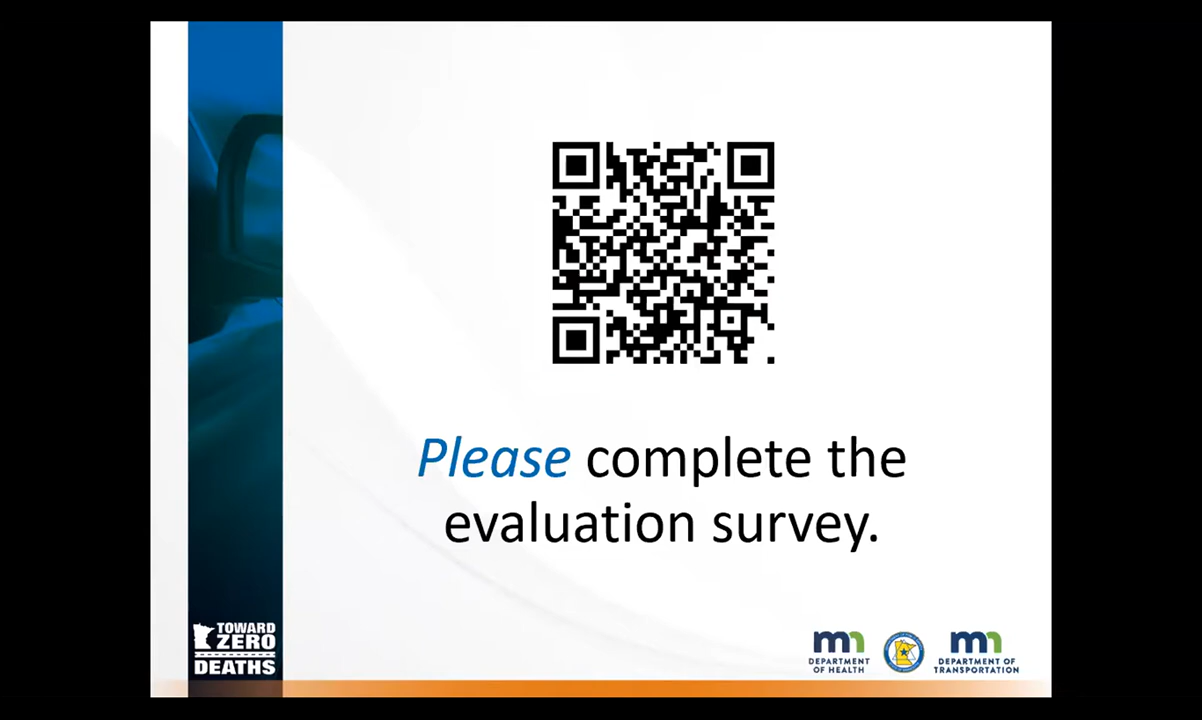 Please complete the
evaluation survey.
TOWARD
ZERO
DEATHS
mn
DEPARTMENT
OF HEALTH
mn
DEPARTMENT OF
TRANSPORTATION